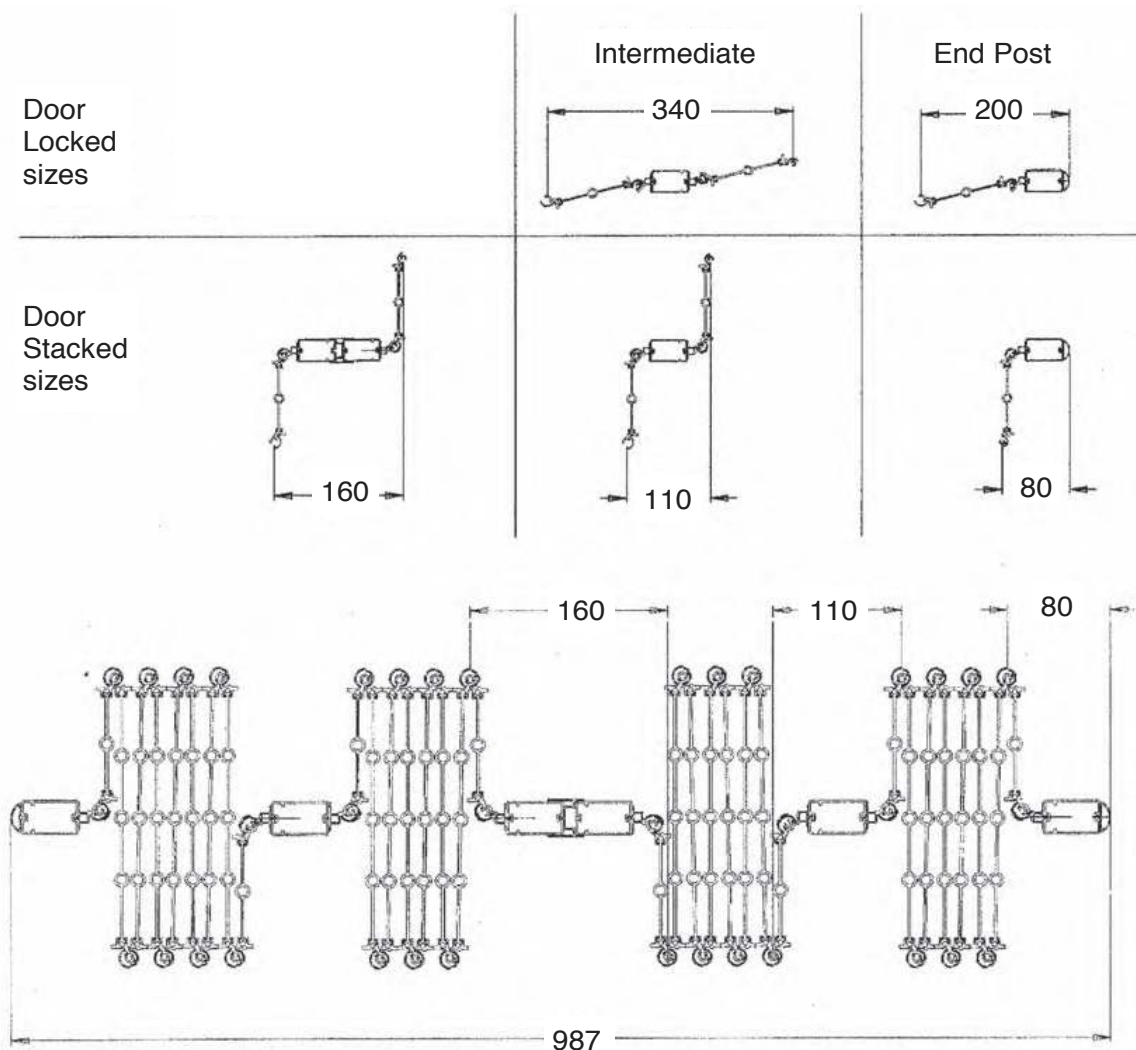 Intermediate
End Post
Door
Locked
sizes
340
200
Door
Stacked
sizes
160
110
80
160
110
80
987